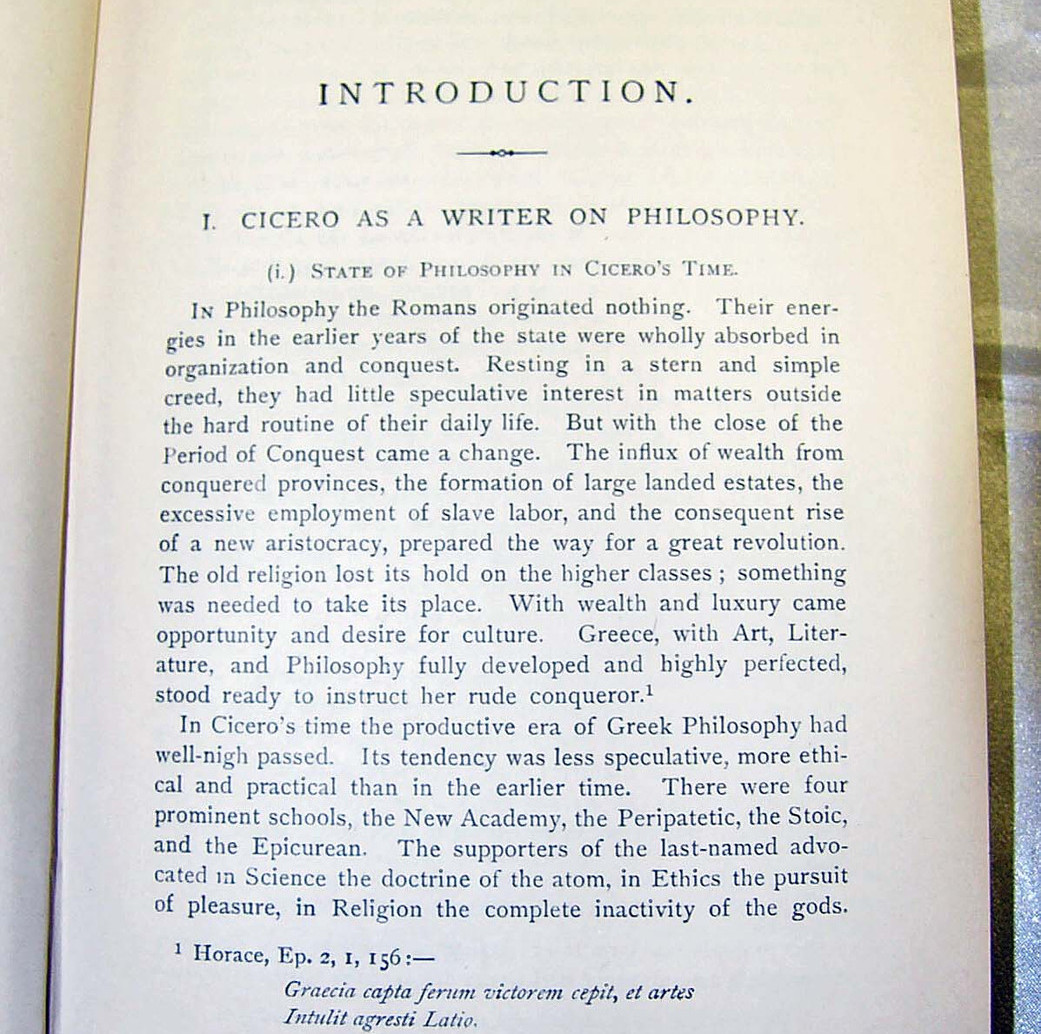 INTRODUCTION.
I. CICERO AS A WRITER ON PHILOSOPHY.
(i.) STATE OF PHILOSOPHY IN CICERO'S TIME.
IN Philosophy the Romans originated nothing. Their ener-
gies in the earlier years of the state were wholly absorbed in
organization and conquest. Resting in a stern and simple
creed, they had little speculative interest in matters outside
the hard routine of their daily life. But with the close of the
Period of Conquest came a change. The influx of wealth from
conquered provinces, the formation of large landed estates, the
excessive employment of slave labor, and the consequent rise
of a new aristocracy, prepared the way for a great revolution.
The old religion lost its hold on the higher classes ; something
was needed to take its place. With wealth and luxury came
opportunity and desire for culture. Greece, with Art, Liter-
ature, and Philosophy fully developed and highly perfected,
stood ready to instruct her rude conqueror.¹
In Cicero's time the productive era of Greek Philosophy had
well-nigh passed. Its tendency was less speculative, more ethi-
cal and practical than in the earlier time. There were four
prominent schools, the New Academy, the Peripatetic, the Stoic,
and the Epicurean. The supporters of the last-named advo-
cated in Science the doctrine of the atom, in Ethics the pursuit
of pleasure, in Religion the complete inactivity of the gods.
¹ Horace, Ep. 2, 1, 156 :—
Graecia capta ferum victorem cepit, et artes
Intulit agresti Latio.